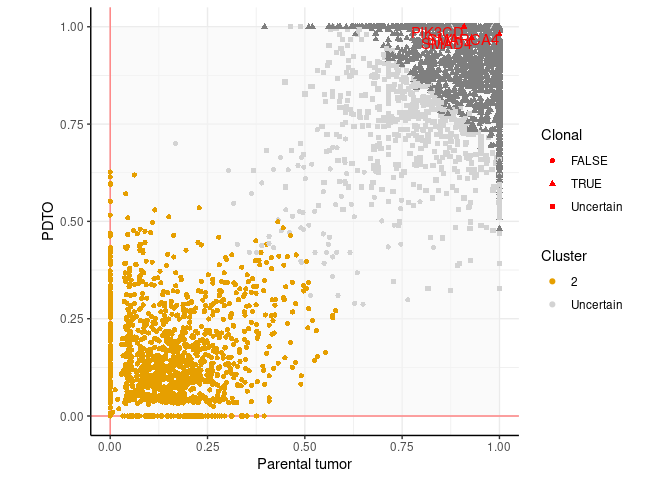 1.00
0.75
0.50
0.25
0.00
PDTO
0.00
0.25
0.50
0.75
1.00
Parental tumor
Clonal
FALSE
TRUE
Uncertain
Cluster
2
Uncertain